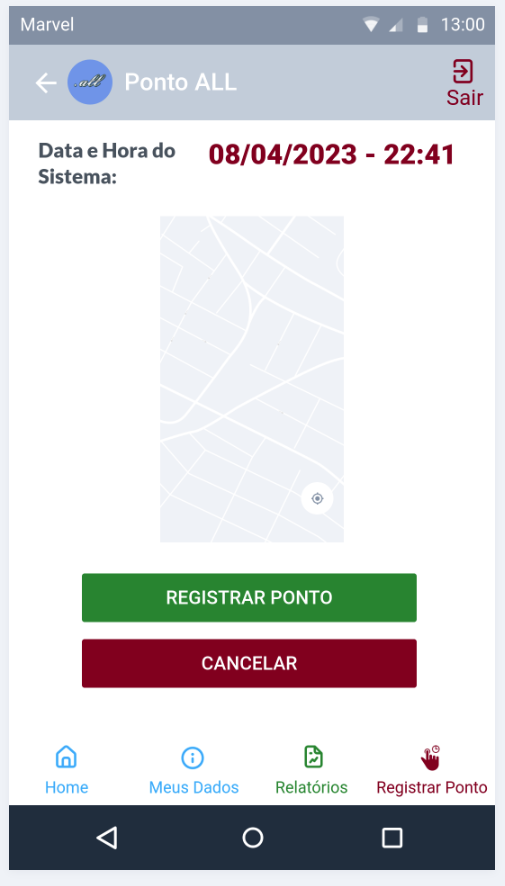 Marvel
13:00
.all
Ponto ALL
Sair
Data e Hora do
Sistema:
08/04/2023 - 22:41
REGISTRAR PONTO
CANCELAR
Home
Meus Dados
Relatórios
Registrar Ponto